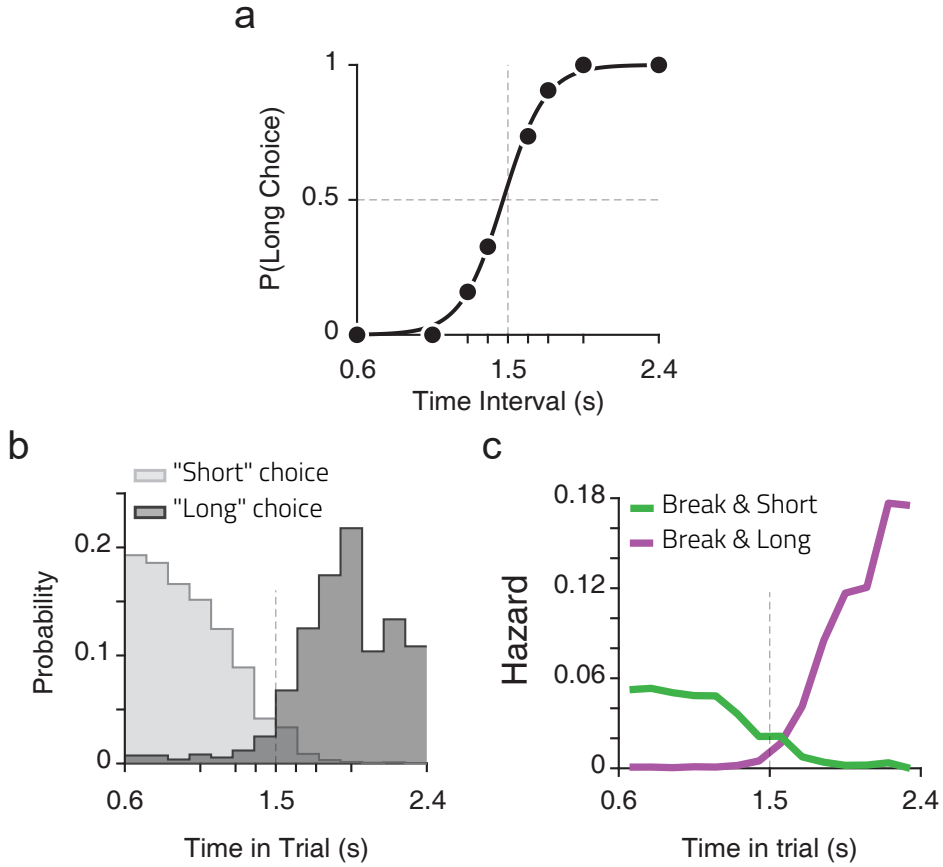 a
1
0.5
0
P(Long Choice)
0.6
1.5
2.4
Time Interval (s)
b
"Short" choice
"Long" choice
0.2
0.1
0
Probability
0.6
1.5
2.4
Time in Trial (s)
c
Break & Short
Break & Long
0.18
0.12
0.06
0
Hazard
0.6
1.5
2.4
Time in trial (s)